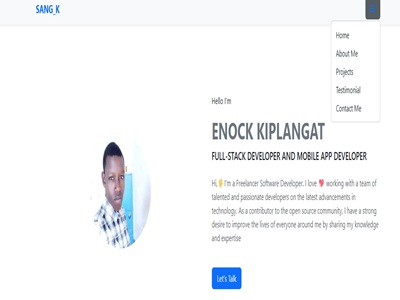 SANG_K
Home
About Me
Projects
Testimonial
Contact Me
Hello I'm
ENOCK KIPLANGAT
FULL-STACK DEVELOPER AND MOBILE APP DEVELOPER
Hi,✋I'm a Freelancer Software Developer. I love 💖 working with a team of
talented and passionate developers on the latest advancements in
technology. As a contributor to the open source community, I have a strong
desire to improve the lives of everyone around me by sharing my knowledge
and expertise
Let's Talk